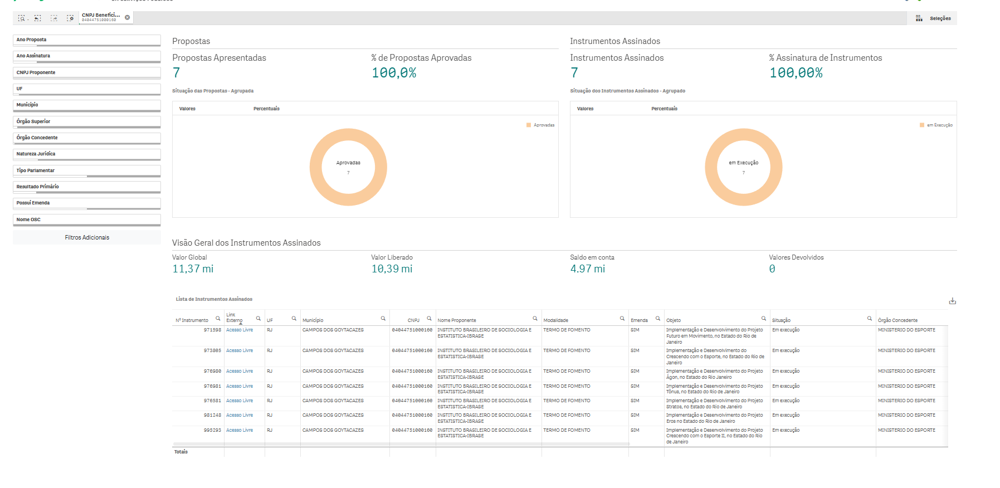 CNPJ Benefici...
04044751000160
Seleções
Ano Proposta
Ano Assinatura
CNPJ Proponente
UF
Município
Órgão Superior
Órgão Concedente
Natureza Jurídica
Tipo Parlamentar
Resultado Primário
Possui Emenda
Nome OSC
Filtros Adicionais
Propostas
Propostas Apresentadas
7
% de Propostas Aprovadas
100,0%
Situação das Propostas - Agrupada
Valores Percentuais
Aprovadas
Aprovadas
7
Instrumentos Assinados
Instrumentos Assinados
7
% Assinatura de Instrumentos
100,00%
Situação dos Instrumentos Assinados - Agrupado
Valores Percentuais
em Execução
em Execução
7
Visão Geral dos Instrumentos Assinados
Valor Global
11,37 mi
Valor Liberado
10,39 mi
Saldo em conta
4.97 mi
Valores Devolvidos
0
Lista de Instrumentos Assinados
Nº Instrumento Link Externo UF Município CNPJ Nome Proponente Modalidade Emenda Objeto Situação Órgão Concedente
971598 Acesso Livre RJ CAMPOS DOS GOYTACAZES 04044751000160 INSTITUTO BRASILEIRO DE SOCIOLOGIA E ESTATISTICA-IBRASE TERMO DE FOMENTO SIM Implementação e Desenvolvimento do Projeto Futuro em Movimento, no Estado do Rio de Janeiro Em execução MINISTERIO DO ESPORTE
973805 Acesso Livre RJ CAMPOS DOS GOYTACAZES 04044751000160 INSTITUTO BRASILEIRO DE SOCIOLOGIA E ESTATISTICA-IBRASE TERMO DE FOMENTO SIM Implementação e Desenvolvimento do Crescendo com o Esporte, no Estado do Rio de Janeiro Em execução MINISTERIO DO ESPORTE
976980 Acesso Livre RJ CAMPOS DOS GOYTACAZES 04044751000160 INSTITUTO BRASILEIRO DE SOCIOLOGIA E ESTATISTICA-IBRASE TERMO DE FOMENTO SIM Implementação e Desenvolvimento do Projeto Ágon, no Estado do Rio Janeiro Em execução MINISTERIO DO ESPORTE
976981 Acesso Livre RJ CAMPOS DOS GOYTACAZES 04044751000160 INSTITUTO BRASILEIRO DE SOCIOLOGIA E ESTATISTICA-IBRASE TERMO DE FOMENTO SIM Implementação e Desenvolvimento do Projeto Tônus, no Estado do Rio de Janeiro Em execução MINISTERIO DO ESPORTE
976581 Acesso Livre RJ CAMPOS DOS GOYTACAZES 04044751000160 INSTITUTO BRASILEIRO DE SOCIOLOGIA E ESTATISTICA-IBRASE TERMO DE FOMENTO SIM Implementação e Desenvolvimento do Projeto Stratos, no Estado do Rio de Janeiro Em execução MINISTERIO DO ESPORTE
981248 Acesso Livre RJ CAMPOS DOS GOYTACAZES 04044751000160 INSTITUTO BRASILEIRO DE SOCIOLOGIA E ESTATISTICA-IBRASE TERMO DE FOMENTO SIM Implementação e Desenvolvimento do Projeto Eros no Estado do Rio de Janeiro Em execução MINISTERIO DO ESPORTE
995293 Acesso Livre RJ CAMPOS DOS GOYTACAZES 04044751000160 INSTITUTO BRASILEIRO DE SOCIOLOGIA E ESTATISTICA-IBRASE TERMO DE FOMENTO SIM Implementação e Desenvolvimento do Projeto Crescendo com o Esporte II, no Estado do Rio de Janeiro Em execução MINISTERIO DO ESPORTE
Totais